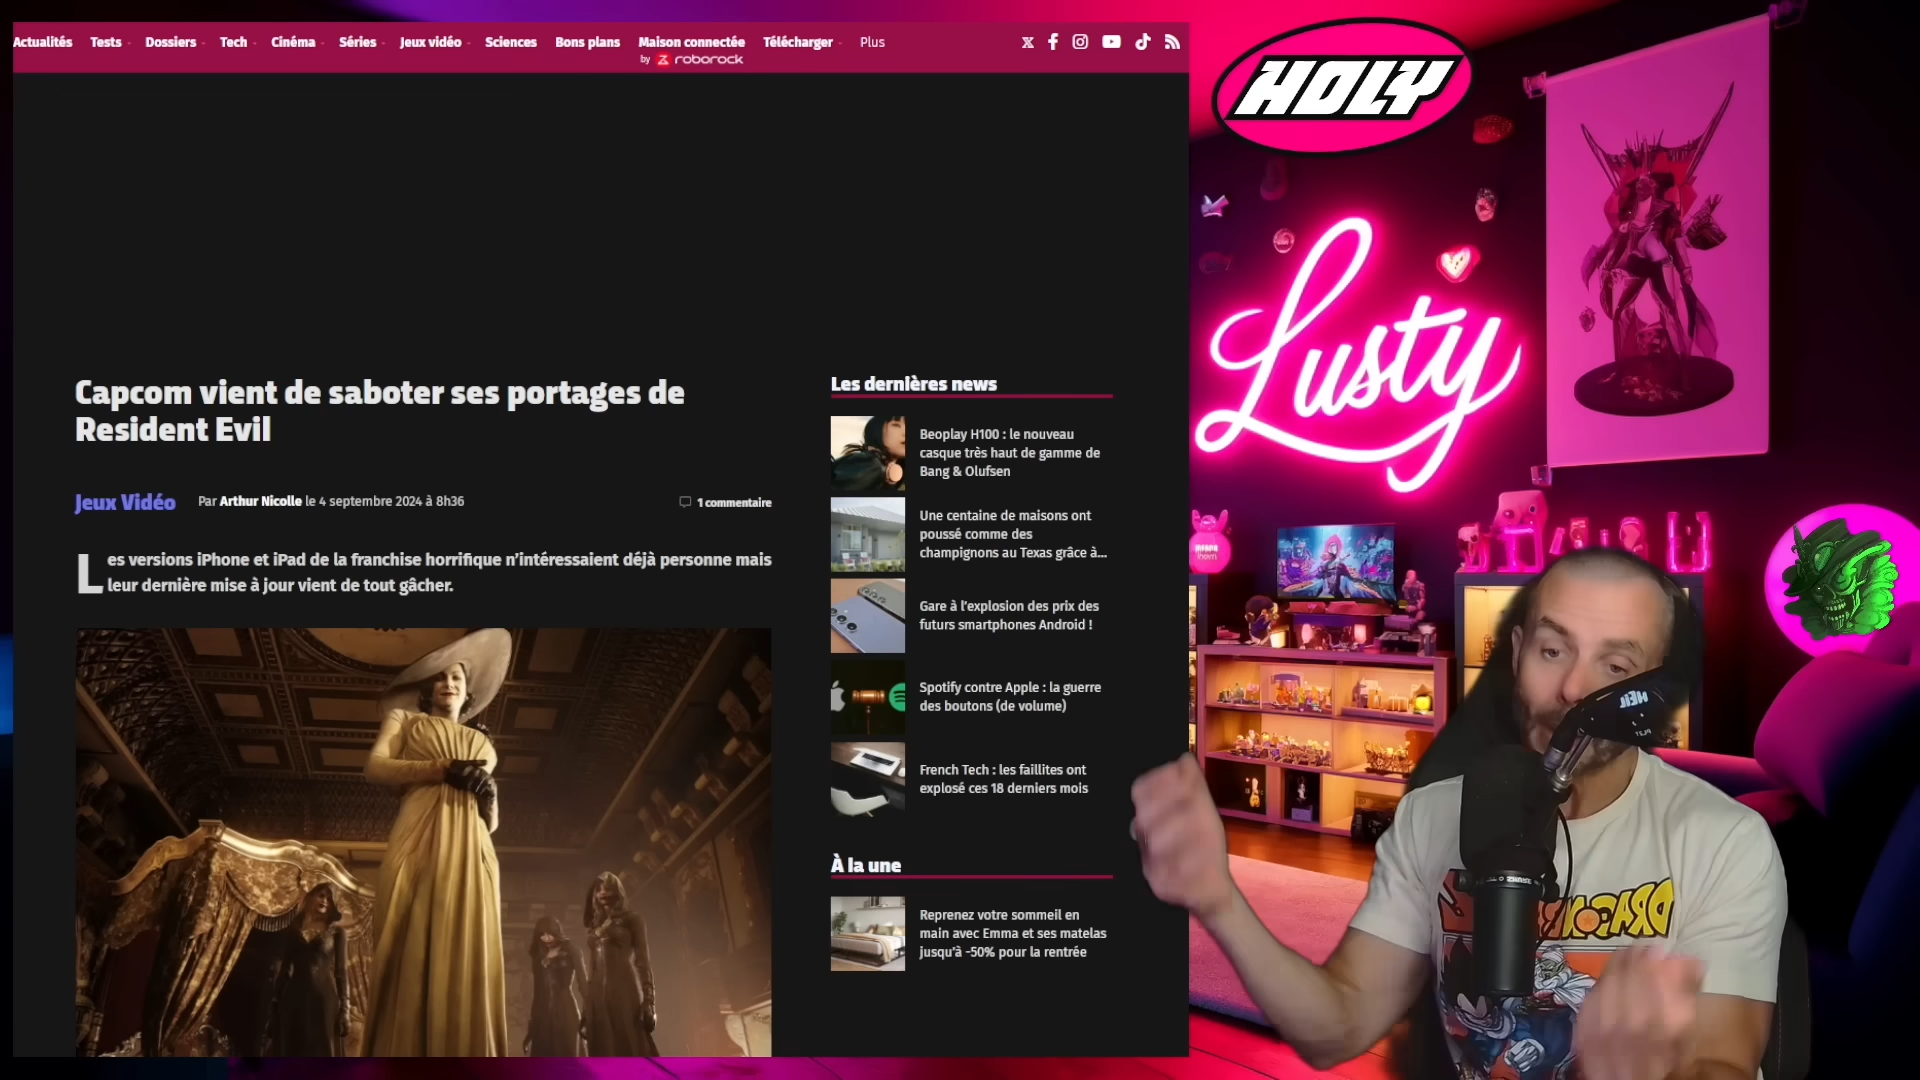 Actualités Tests Dossiers Tech Cinéma Séries Jeux vidéo Sciences Bons plans Maison connectée Télécharger Plus
by roborock
Capcom vient de saboter ses portages de
Resident Evil
Jeux Vidéo Par Arthur Nicolle le 4 septembre 2024 à 8h36 1 commentaire
Les versions iPhone et iPad de la franchise horrifique n'intéressaient déjà personne mais
leur dernière mise à jour vient de tout gâcher.
Les dernières news
Beoplay H100 : le nouveau
casque très haut de gamme de
Bang & Olufsen
Une centaine de maisons ont
poussé comme des
champignons au Texas grâce à...
Gare à l'explosion des prix des
futurs smartphones Android !
Spotify contre Apple : la guerre
des boutons (de volume)
French Tech : les faillites ont
explosé ces 18 derniers mois
À la une
Reprenez votre sommeil en
main avec Emma et ses matelas
jusqu'à -50% pour la rentrée
HOLY
Lusty